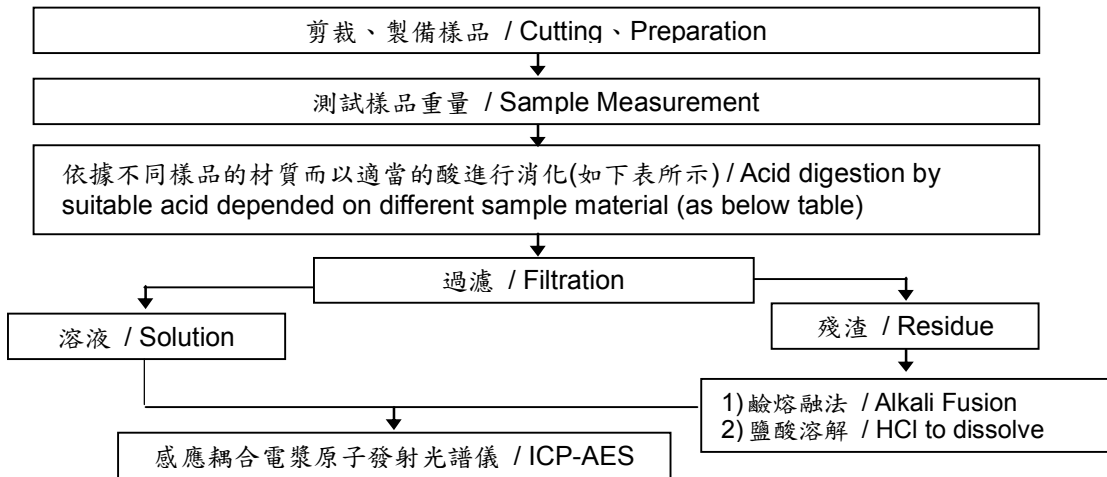 剪裁、製備樣品 / Cutting、Preparation
測試樣品重量 / Sample Measurement
依據不同樣品的材質而以適當的酸進行消化(如下表所示) / Acid digestion by
suitable acid depended on different sample material (as below table)
過濾 / Filtration
溶液 / Solution
殘渣 / Residue
1) 鹼熔融法 / Alkali Fusion
2) 鹽酸溶解 / HCl to dissolve
感應耦合電漿原子發射光譜儀 / ICP-AES